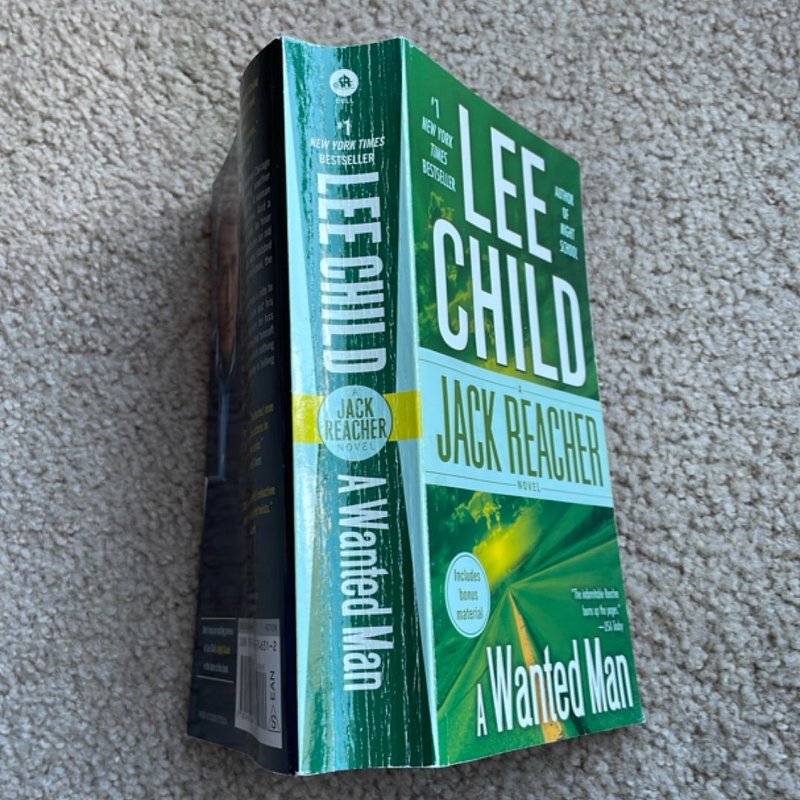 DELL
#1
NEW YORK TIMES
BESTSELLER
LEE CHILD
A
JACK
REACHER
NOVEL
A Wanted Man
#1
NEW YORK
TIMES
BESTSELLER
LEE
CHILD
AUTHOR
OF
NIGHT
SCHOOL
A
JACK REACHER
NOVEL
Includes
bonus
material!
"The indomitable Reacher
burns up the pages."
—USA Today
A Wanted Man
EAN